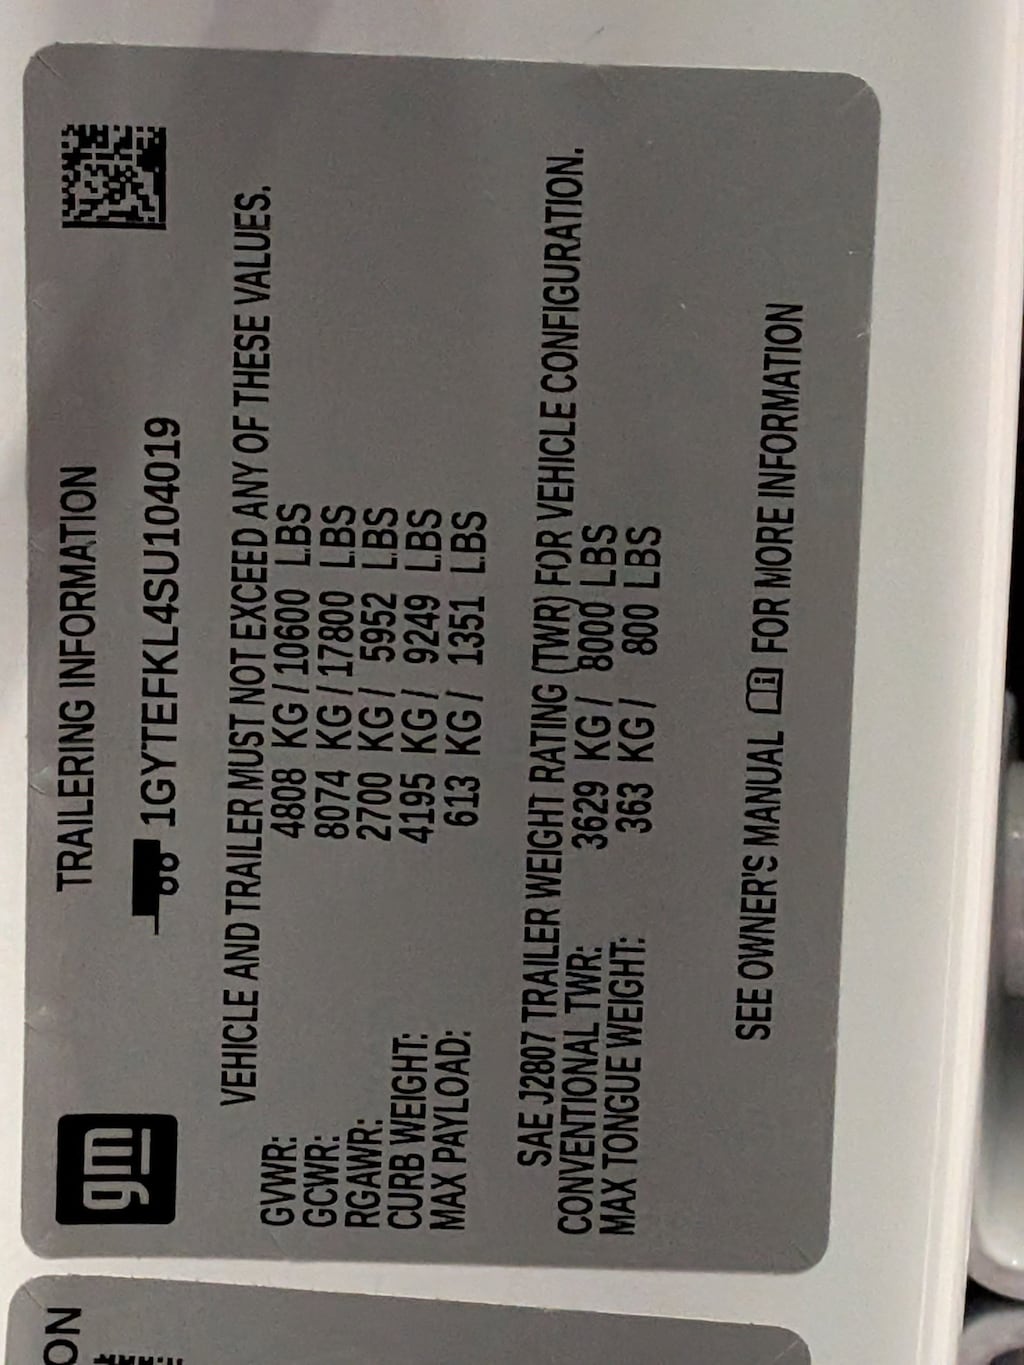 gm
TRAILERING INFORMATION
1GYTEFKL4SU104019
VEHICLE AND TRAILER MUST NOT EXCEED ANY OF THESE VALUES.
GVWR: 4808 KG / 10600 LBS
GCWR: 8074 KG / 17800 LBS
RGAWR: 2700 KG / 5952 LBS
CURB WEIGHT: 4195 KG / 9249 LBS
MAX PAYLOAD: 613 KG / 1351 LBS
SAE J2807 TRAILER WEIGHT RATING (TWR) FOR VEHICLE CONFIGURATION.
CONVENTIONAL TWR: 3629 KG / 8000 LBS
MAX TONGUE WEIGHT: 363 KG / 800 LBS
SEE OWNER'S MANUAL FOR MORE INFORMATION
ON